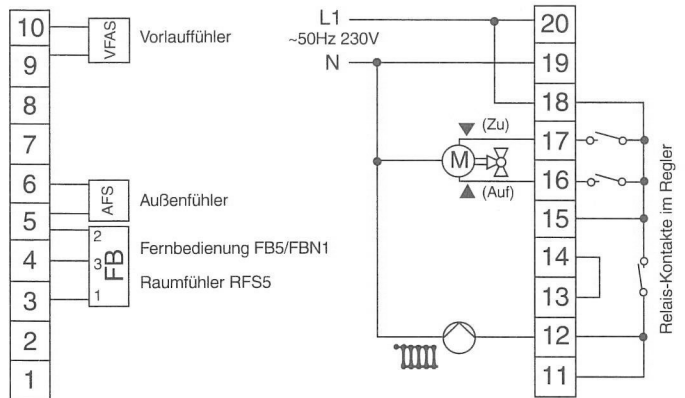 10
9
8
7
6
5
4
3
2
1
VFAS
Vorlauffühler
AFS
Außenfühler
2
3
1
FB
Fernbedienung FB5/FBN1
Raumfühler RFS5
L1
~50Hz 230V
N
(Zu)
M
(Auf)
20
19
18
17
16
15
14
13
12
11
Relais-Kontakte im Regler